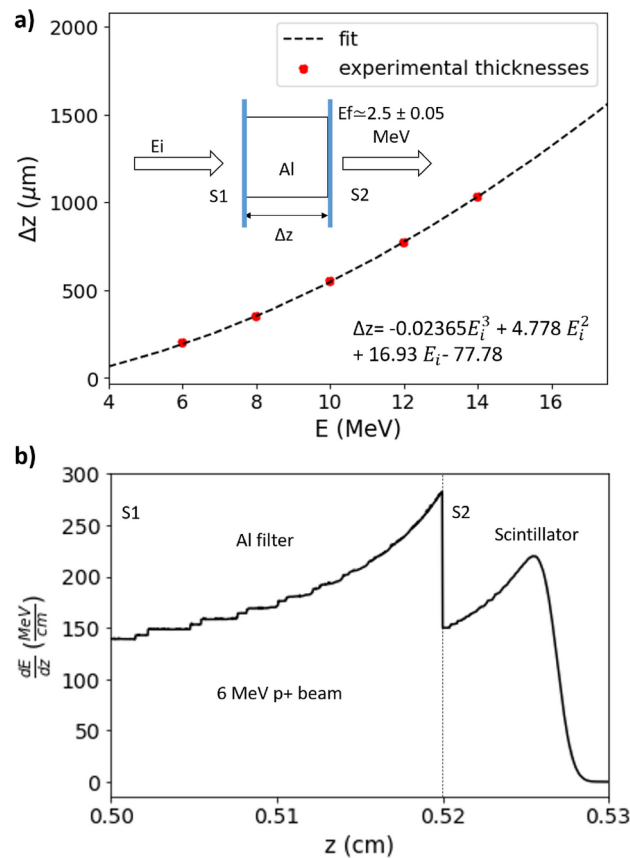 a)
2000
1500
1000
500
0
Δz (μm)
fit
experimental thicknesses
Ei
Ef≃2.5 ± 0.05
MeV
Al
S1
S2
Δz
Δz= -0.02365E_i^3 + 4.778 E_i^2
+ 16.93 E_i- 77.78
4 6 8 10 12 14 16
E (MeV)
b)
300
250
200
150
100
50
0
dE/dz (MeV/cm)
S1
S2
Al filter
Scintillator
6 MeV p+ beam
0.50 0.51 0.52 0.53
z (cm)